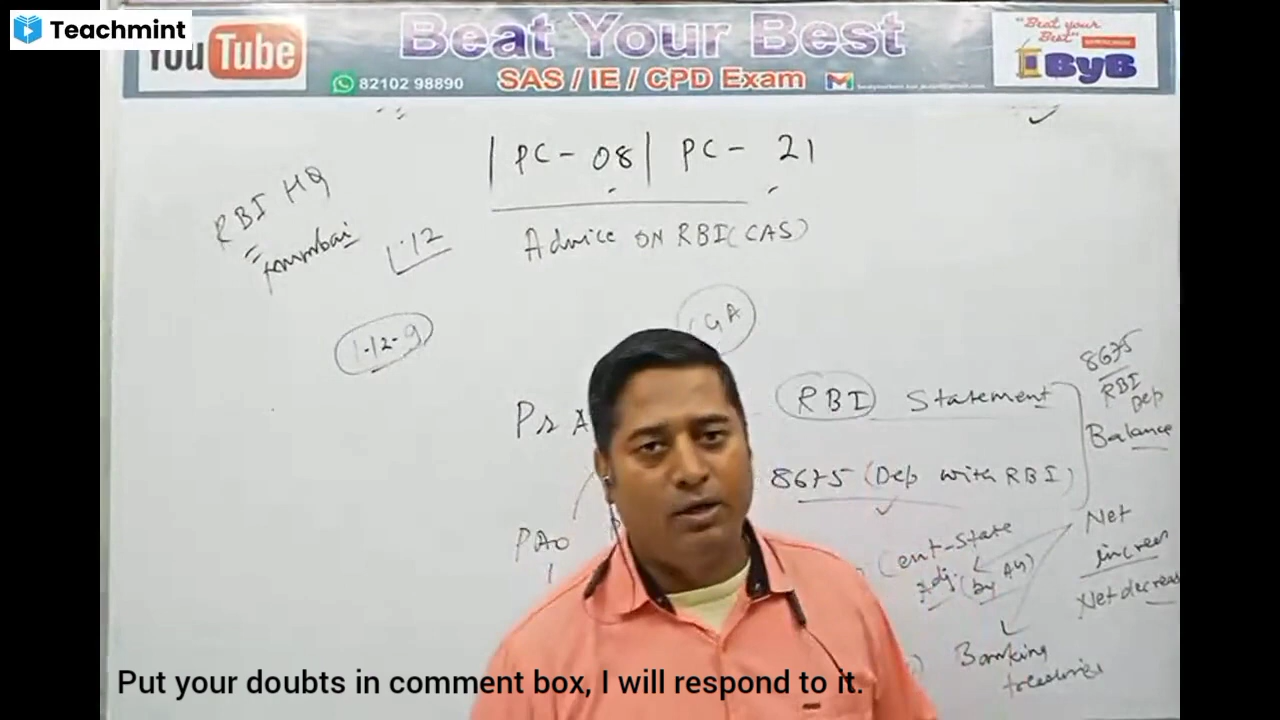 Teachmint
YouTube
Beat Your Best
SAS / IE / CPD Exam
82102 98890
"Beat your Best"
ByB
PC - 08 | PC - 21
Advice ON RBI (CAS)
RBI HQ
Mumbai
1.12
1-12-9
RBI Statement
8675 (Dep with RBI)
8675
RBI
Dep
Balance
Pr A
PAO
Cent-State
Adj. (by AG)
Net
increas
Net decreas
Banking
treasuries
Put your doubts in comment box, I will respond to it.